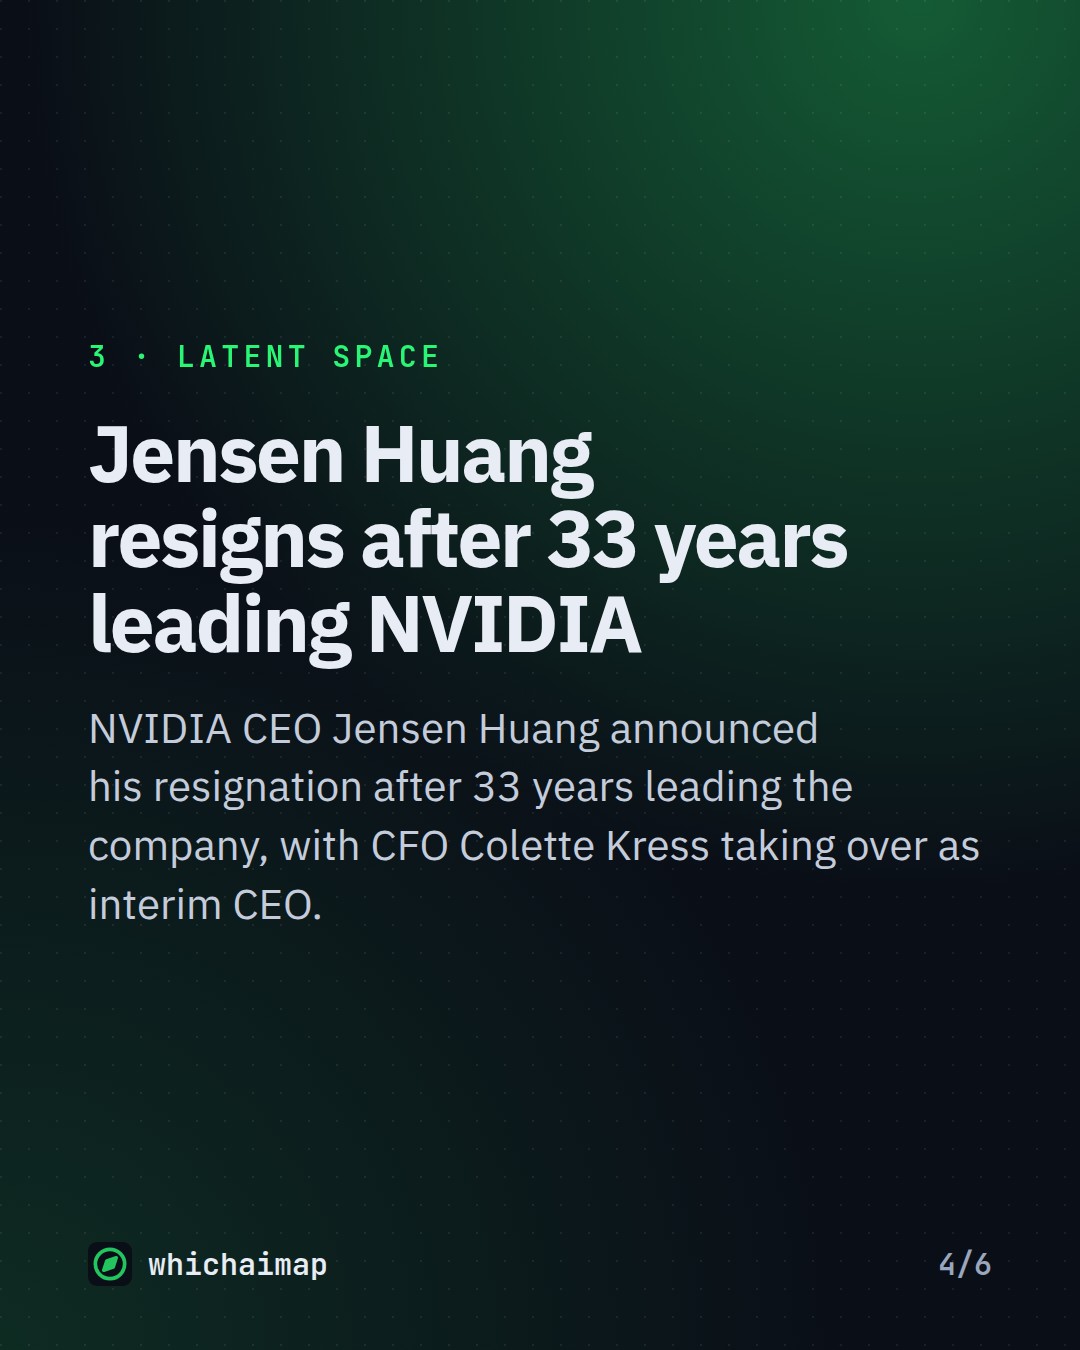 3 · LATENT SPACE
Jensen Huang
resigns after 33 years
leading NVIDIA
NVIDIA CEO Jensen Huang announced
his resignation after 33 years leading the
company, with CFO Colette Kress taking over as
interim CEO.
whichaimap
4/6